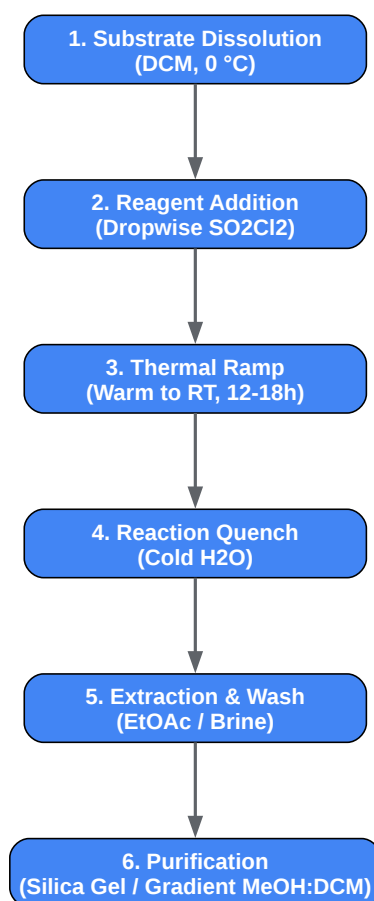 1. Substrate Dissolution
(DCM, 0 °C)
2. Reagent Addition
(Dropwise SO2Cl2)
3. Thermal Ramp
(Warm to RT, 12-18h)
4. Reaction Quench
(Cold H2O)
5. Extraction & Wash
(EtOAc / Brine)
6. Purification
(Silica Gel / Gradient MeOH:DCM)